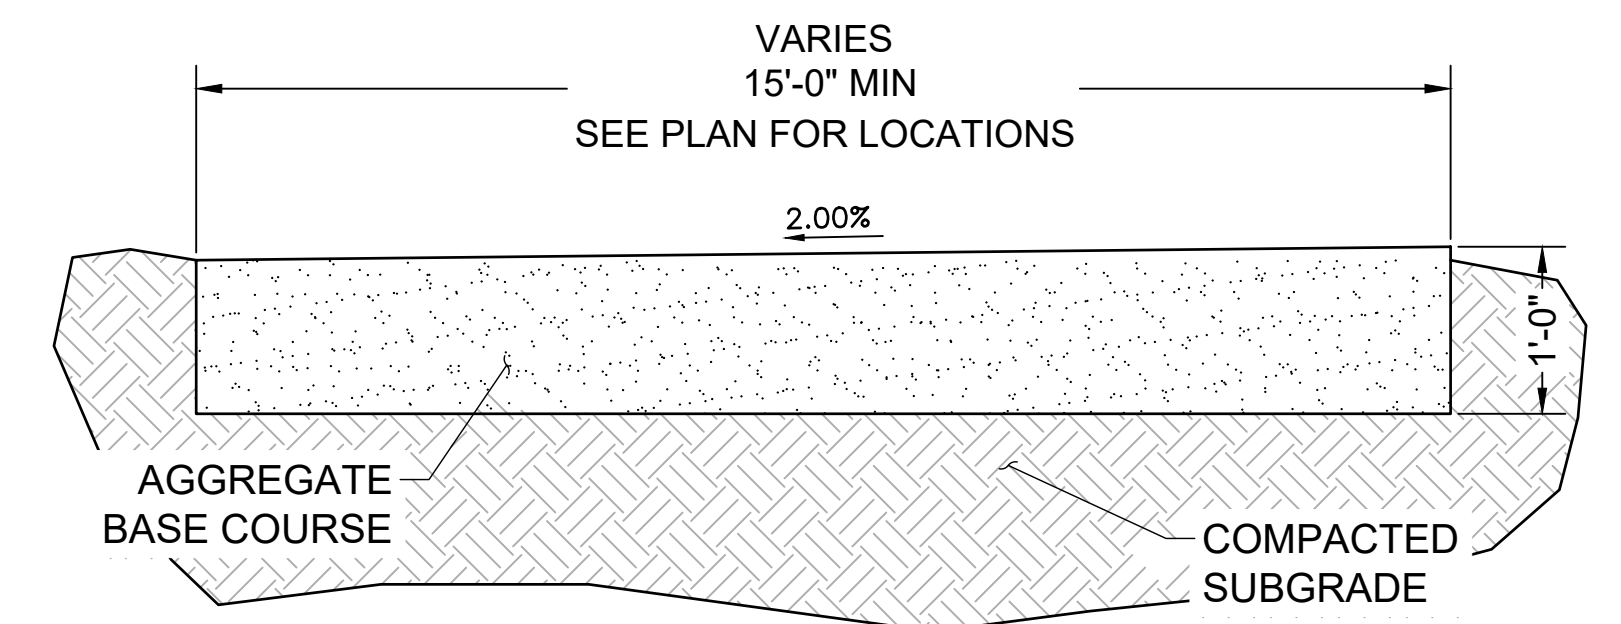 VARIES
15'-0" MIN
SEE PLAN FOR LOCATIONS
2.00%
1'-0"
AGGREGATE
BASE COURSE
COMPACTED
SUBGRADE